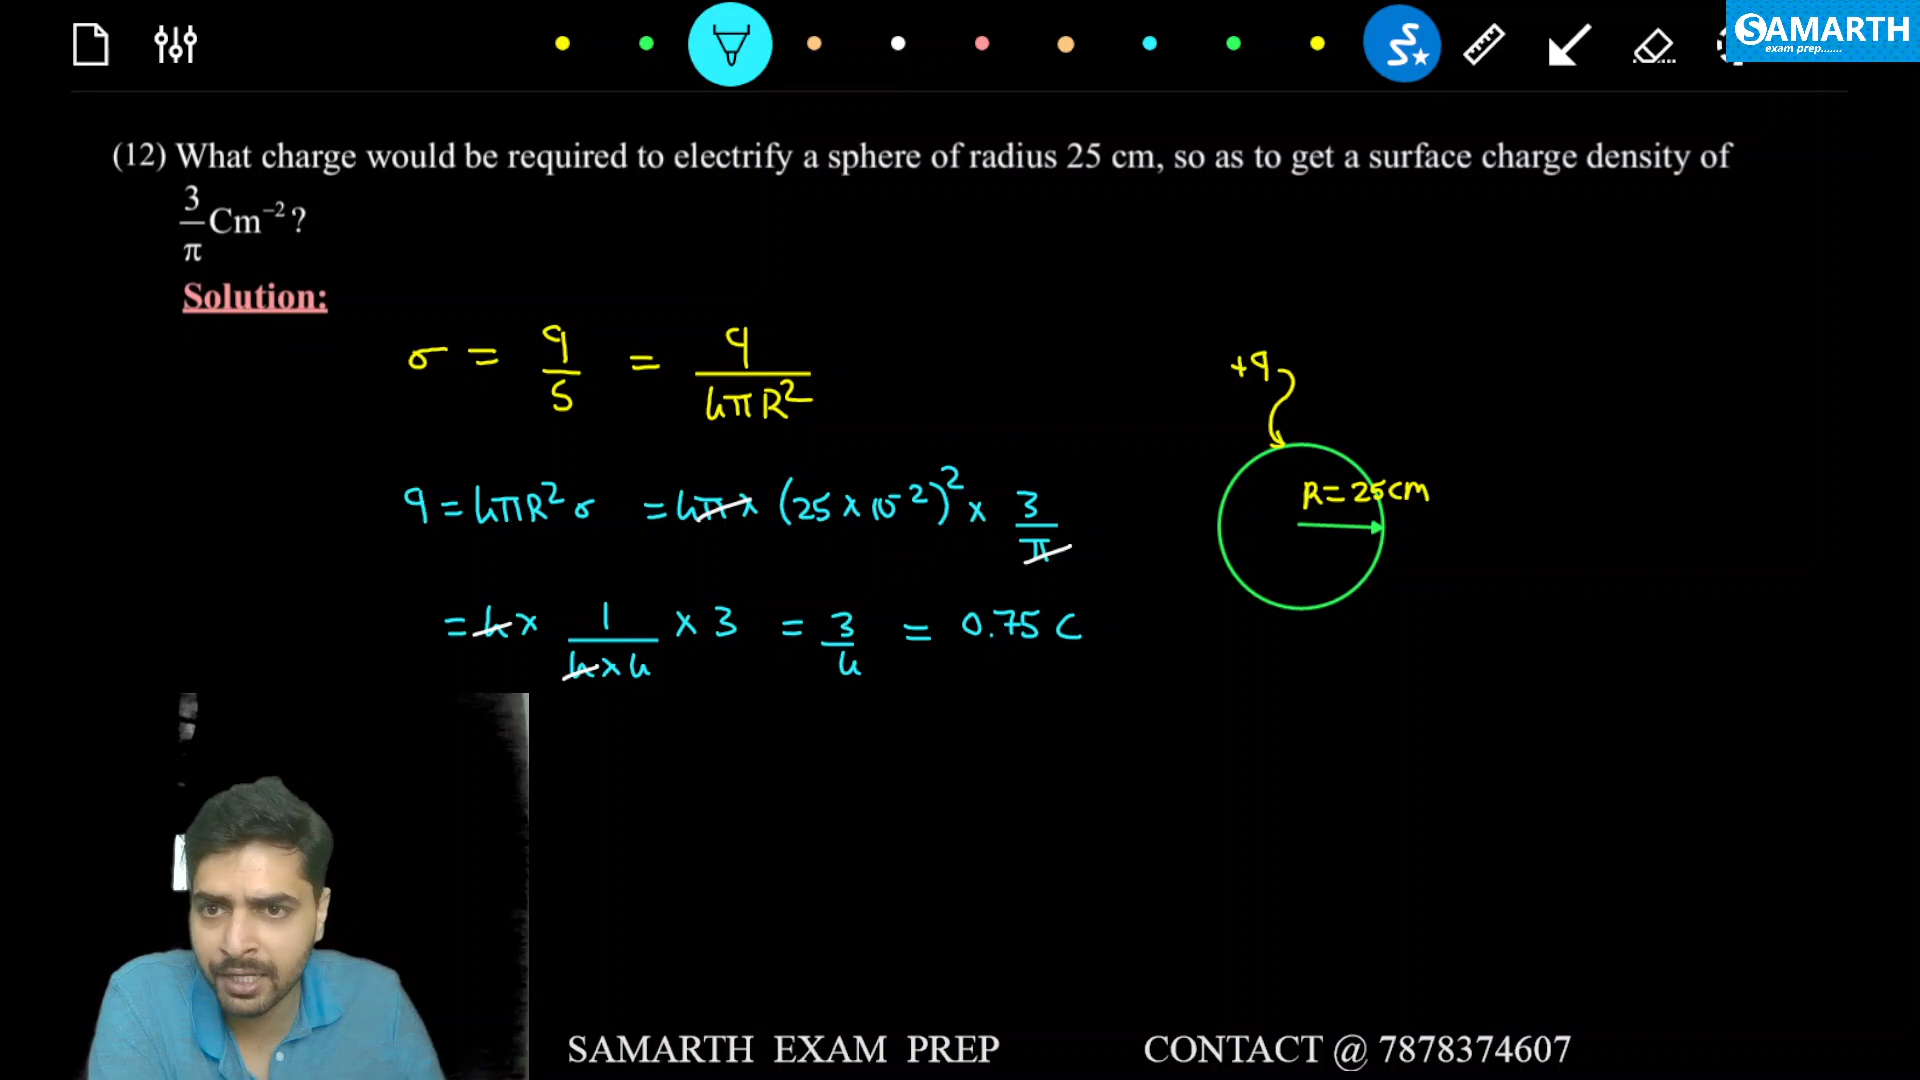 SAMARTH
exam prep.......
(12) What charge would be required to electrify a sphere of radius 25 cm, so as to get a surface charge density of
3/π Cm⁻² ?
Solution:
σ = q/S = q/4πR²
+q
R = 25cm
q = 4πR²σ = 4π × (25 × 10⁻²)² × 3/π
= 4 × 1/4×4 × 3 = 3/4 = 0.75 C
SAMARTH EXAM PREP CONTACT @ 7878374607